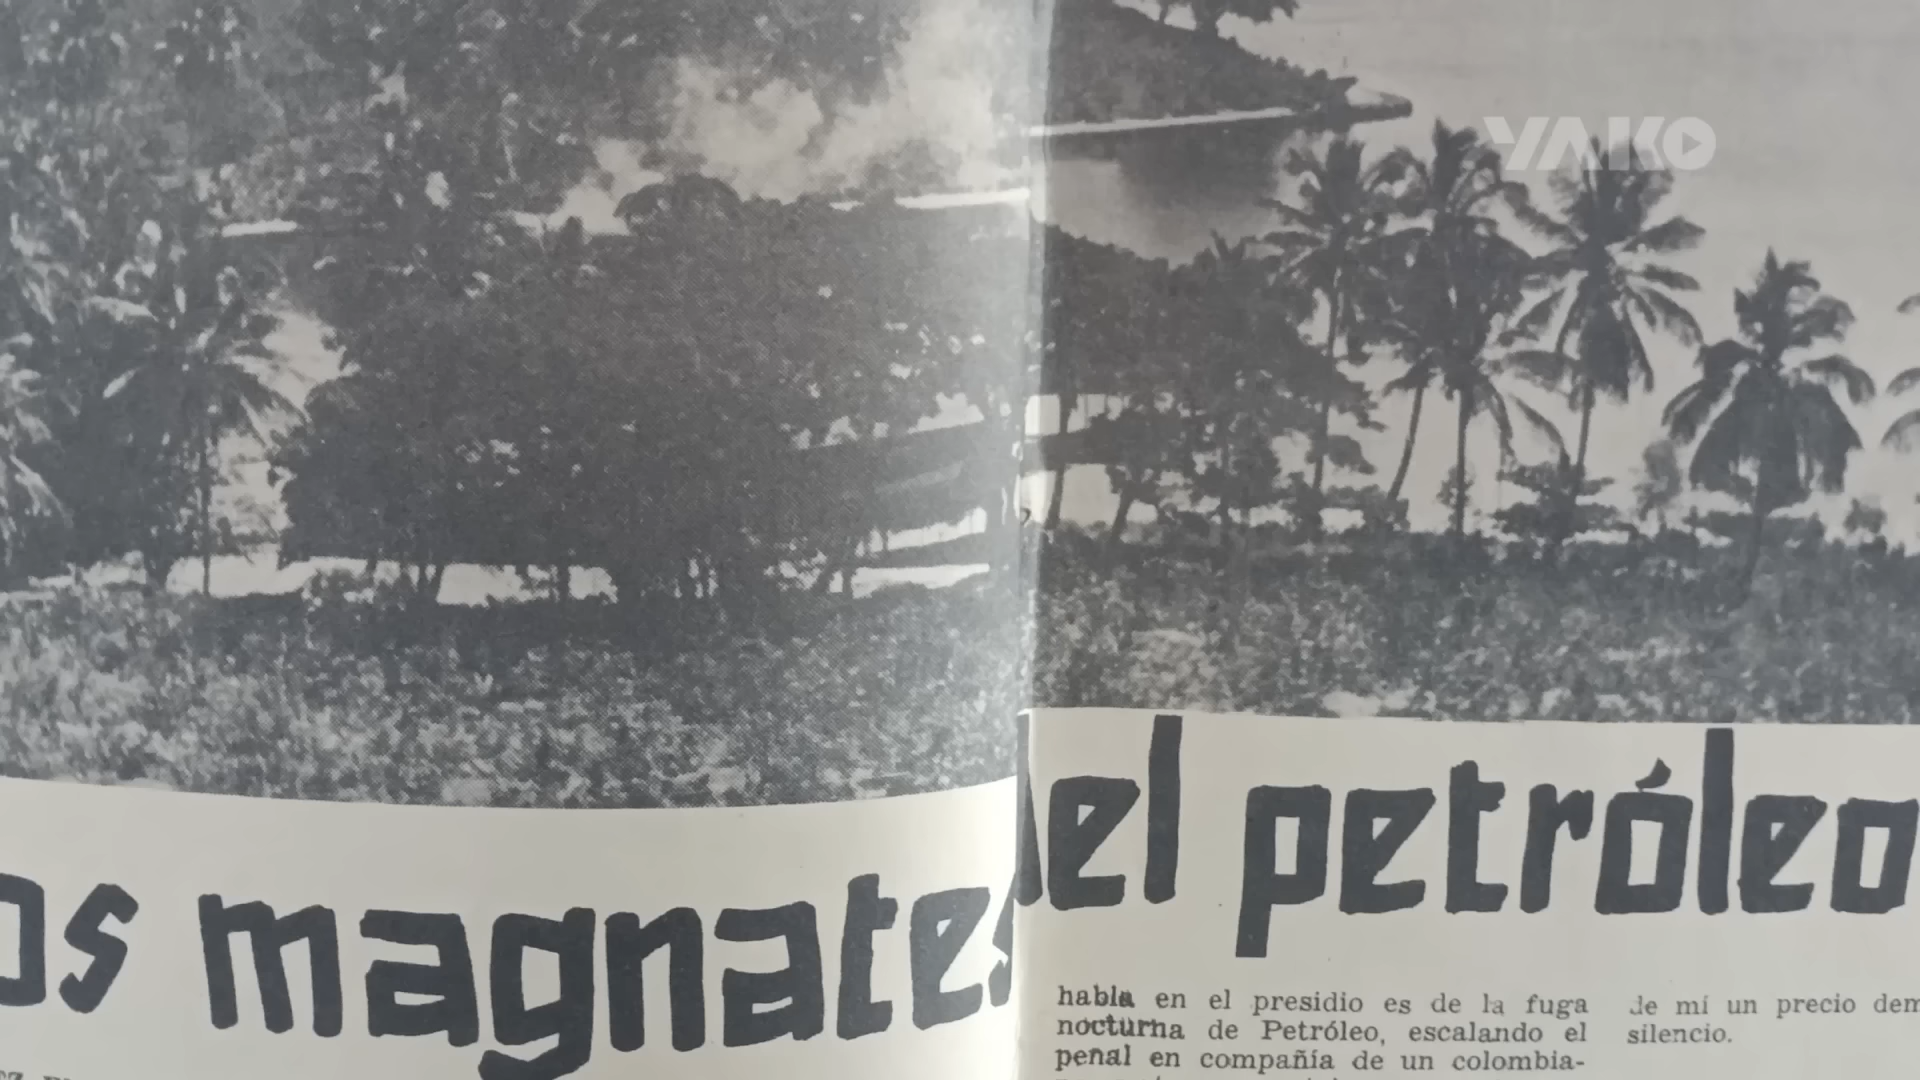 YAKO
os magnates del petróleo
habla en el presidio es de la fuga
nocturna de Petróleo, escalando el
penal en compañía de un colombia-
de mí un precio dem
silencio.